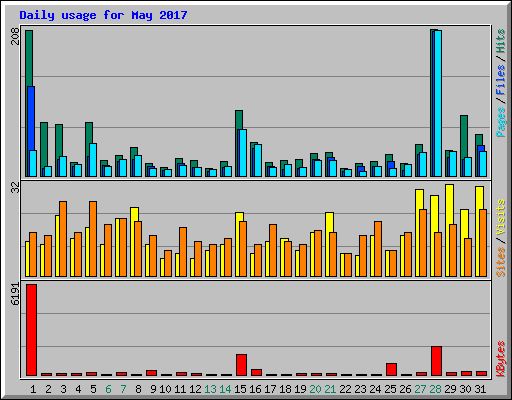 Daily usage for May 2017
208
Pages / Files / Hits
32
Sites / Visits
6191
KBytes
1 2 3 4 5 6 7 8 9 10 11 12 13 14 15 16 17 18 19 20 21 22 23 24 25 26 27 28 29 30 31